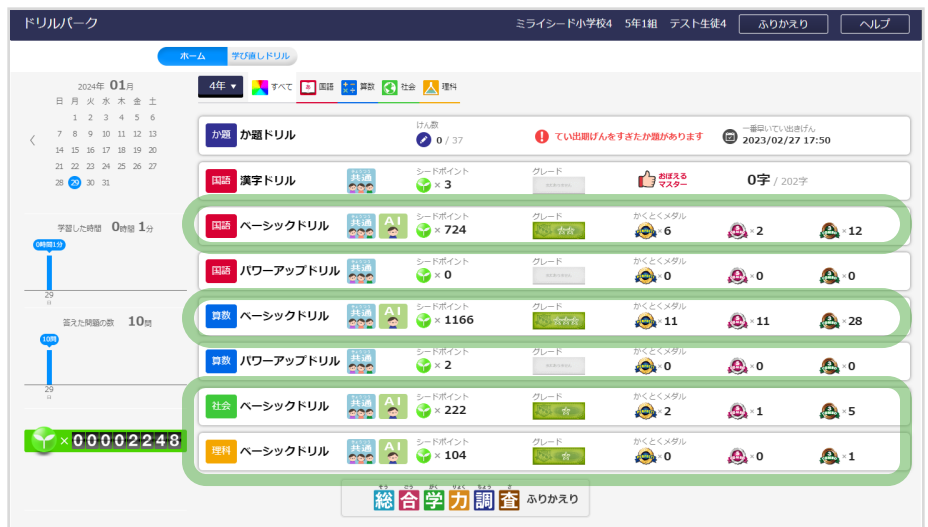 ドリルパーク ミライシード小学校4 5年1組 テスト生徒4 ふりかえり ヘルプ
ホーム 学び直しドリル
2024年 01月
日 月 火 水 木 金 土
1 2 3 4 5 6
7 8 9 10 11 12 13
14 15 16 17 18 19 20
21 22 23 24 25 26 27
28 29 30 31
学習した時間 0時間 1分
0時間1分
29
日
答えた問題の数 10問
10問
29
日
×00002248
4年 ▼ すべて 国語 算数 社会 理科
か題 か題ドリル けん数 0 / 37 てい出期げんをすぎたか題があります 一番早いてい出きげん 2023/02/27 17:50
国語 漢字ドリル 共通 シードポイント × 3 グレード おぼえるマスター 0字 / 202字
国語 ベーシックドリル 共通 AI シードポイント × 724 グレード かくとくメダル ×6 ×2 ×12
国語 パワーアップドリル 共通 シードポイント × 0 グレード かくとくメダル ×0 ×0 ×0
算数 ベーシックドリル 共通 AI シードポイント × 1166 グレード かくとくメダル ×11 ×11 ×28
算数 パワーアップドリル 共通 シードポイント × 2 グレード かくとくメダル ×0 ×0 ×0
社会 ベーシックドリル 共通 AI シードポイント × 222 グレード かくとくメダル ×2 ×1 ×5
理科 ベーシックドリル 共通 AI シードポイント × 104 グレード かくとくメダル ×0 ×0 ×1
総合学力調査 ふりかえり